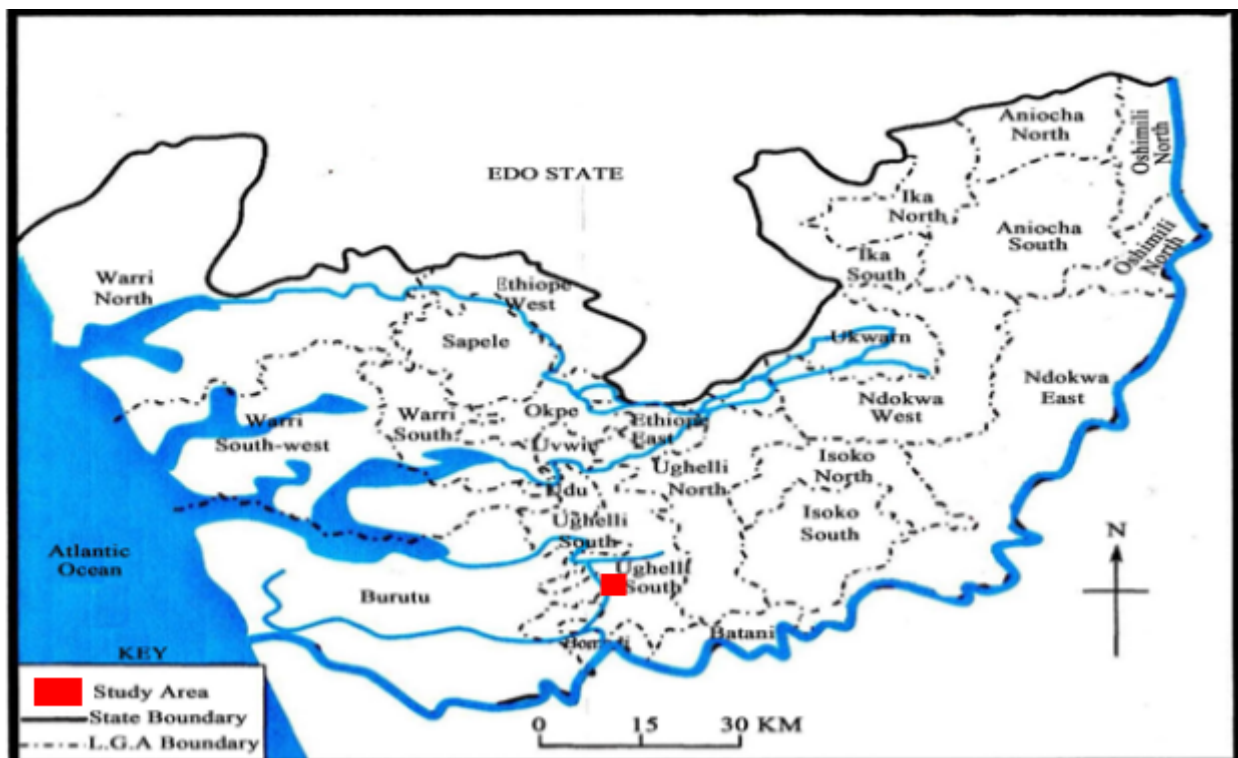 Aniocha
North
Oshimili
North
EDO STATE
Ika
North
Aniocha
South
Oshimili
North
Ika
South
Warri
North
Ethiope
West
Sapele
Ukwarn
Ndokwa
East
Ndokwa
West
Okpe
Warri
South
Ethiope
East
Warri
South-west
Uvwin
Isoko
North
Ughelli
North
Udu
Isoko
South
Ughelli
South
N
Atlantic
Ocean
Ughelli
South
Burutu
Batani
KEY
Study Area
State Boundary
L.G.A Boundary
0 15 30 KM